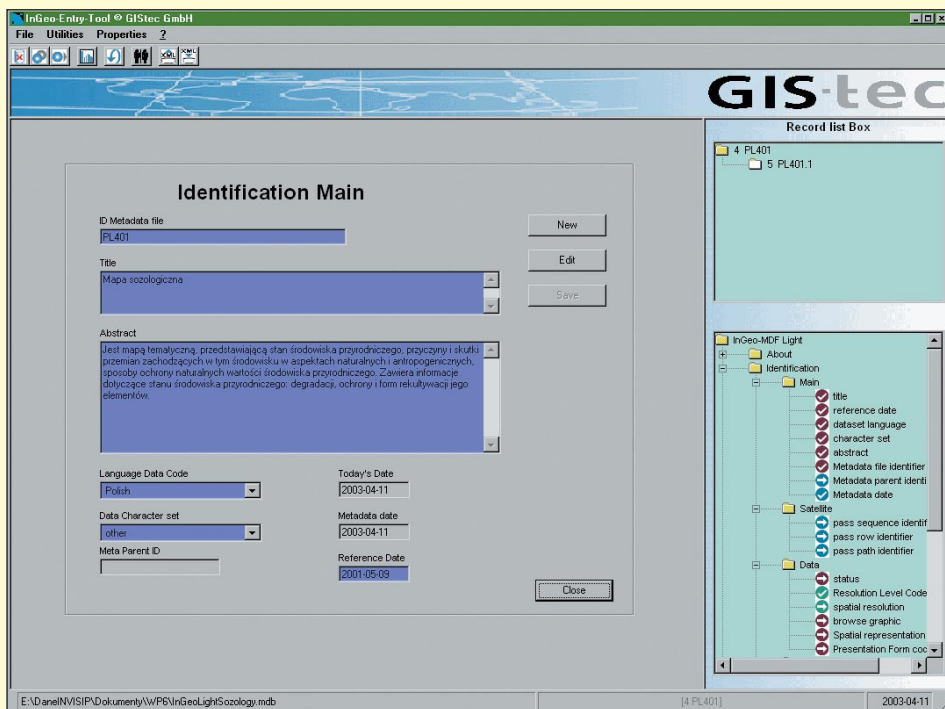 InGeo-Entry-Tool © GIStec GmbH
File Utilities Properties ?
XML XML
GIS-tec
Record list Box
4 PL401
5 PL401.1
Identification Main
ID Metadata file
PL401
New
Title
Mapa sozologiczna
Edit
Save
Abstract
Jest mapą tematyczną, przedstawiającą stan środowiska przyrodniczego, przyczyny i skutki
przemian zachodzących w tym środowisku w aspektach naturalnych i antropogenicznych,
sposoby ochrony naturalnych wartości środowiska przyrodniczego. Zawiera informacje
dotyczące stanu środowiska przyrodniczego: degradacji, ochrony i form rekultywacji jego
elementów.
Language Data Code
Polish
Today's Date
2003-04-11
Data Character set
other
Metadata date
2003-04-11
Meta Parent ID
Reference Date
2001-05-09
Close
InGeo-MDF Light
About
Identification
Main
title
reference date
dataset language
character set
abstract
Metadata file identifier
Metadata parent identi
Metadata date
Satellite
pass sequence identif
pass row identifier
pass path identifier
Data
status
Resolution Level Code
spatial resolution
browse graphic
Spatial representation
Presentation Form coc
E:\DaneINVISIP\Dokumenty\WP6\InGeoLightSozology.mdb
[4 PL401]
2003-04-11